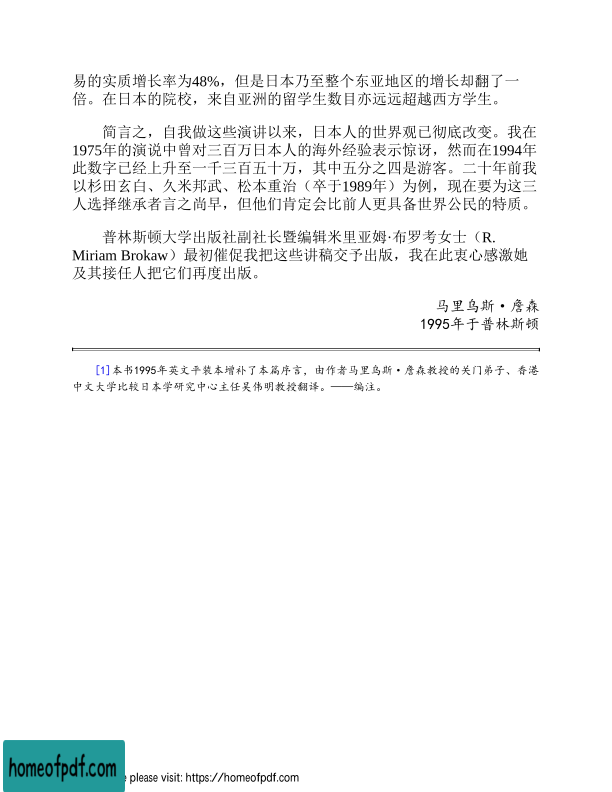 易的实质增长率为48%，但是日本乃至整个东亚地区的增长却翻了一
倍。在日本的院校，来自亚洲的留学生数目亦远远超越西方学生。
简言之，自我做这些演讲以来，日本人的世界观已彻底改变。我在
1975年的演说中曾对三百万日本人的海外经验表示惊讶，然而在1994年
此数字已经上升至一千三百五十万，其中五分之四是游客。二十年前我
以杉田玄白、久米邦武、松本重治（卒于1989年）为例，现在要为这三
人选择继承者言之尚早，但他们肯定会比前人更具备世界公民的特质。
普林斯顿大学出版社副社长暨编辑米里亚姆·布罗考女士（R.
Miriam Brokaw）最初催促我把这些讲稿交予出版，我在此衷心感激她
及其接任人把它们再度出版。
马里乌斯·詹森
1995年于普林斯顿
[1]本书1995年英文平装本增补了本篇序言，由作者马里乌斯·詹森教授的关门弟子、香港
中文大学比较日本学研究中心主任吴伟明教授翻译。——编注。
homeofpdf.com
e please visit: https://homeofpdf.com